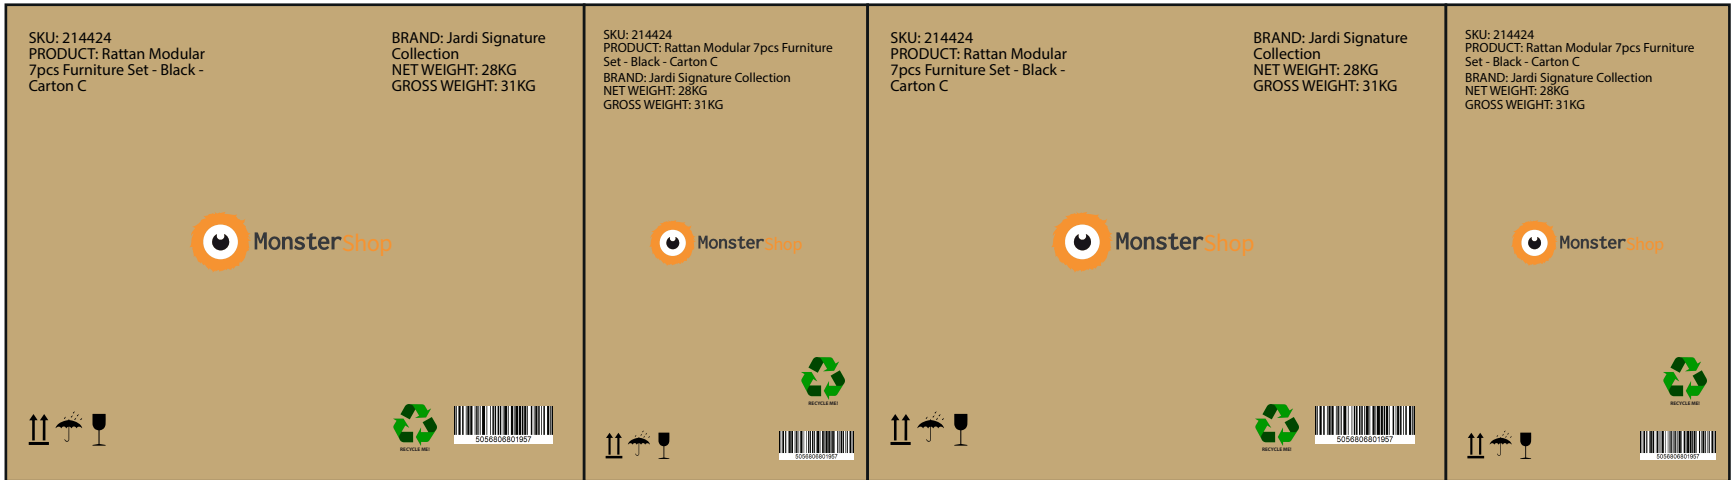 SKU: 214424
PRODUCT: Rattan Modular
7pcs Furniture Set - Black -
Carton C
BRAND: Jardi Signature
Collection
NET WEIGHT: 28KG
GROSS WEIGHT: 31KG
MonsterShop
RECYCLE ME!
5056806801957
SKU: 214424
PRODUCT: Rattan Modular 7pcs Furniture
Set - Black - Carton C
BRAND: Jardi Signature Collection
NET WEIGHT: 28KG
GROSS WEIGHT: 31KG
MonsterShop
RECYCLE ME!
5056806801957
SKU: 214424
PRODUCT: Rattan Modular
7pcs Furniture Set - Black -
Carton C
BRAND: Jardi Signature
Collection
NET WEIGHT: 28KG
GROSS WEIGHT: 31KG
MonsterShop
RECYCLE ME!
5056806801957
SKU: 214424
PRODUCT: Rattan Modular 7pcs Furniture
Set - Black - Carton C
BRAND: Jardi Signature Collection
NET WEIGHT: 28KG
GROSS WEIGHT: 31KG
MonsterShop
RECYCLE ME!
5056806801957